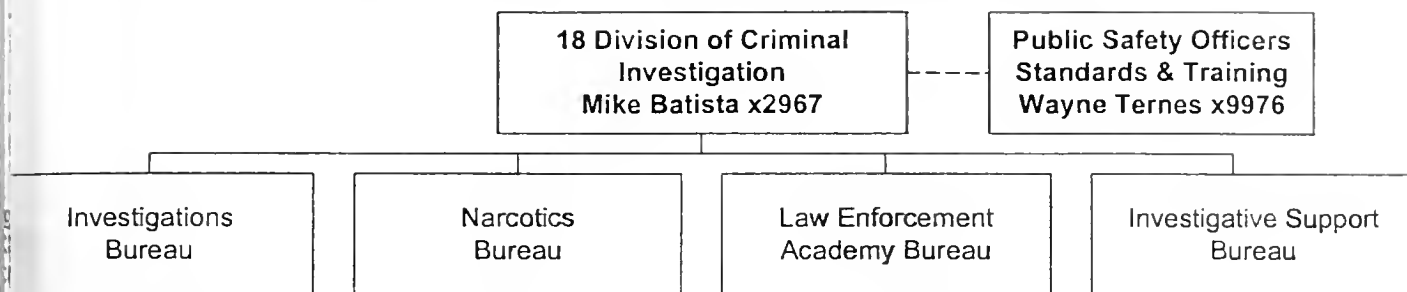 18 Division of Criminal
Investigation
Mike Batista x2967
Public Safety Officers
Standards & Training
Wayne Ternes x9976
Investigations
Bureau
Narcotics
Bureau
Law Enforcement
Academy Bureau
Investigative Support
Bureau